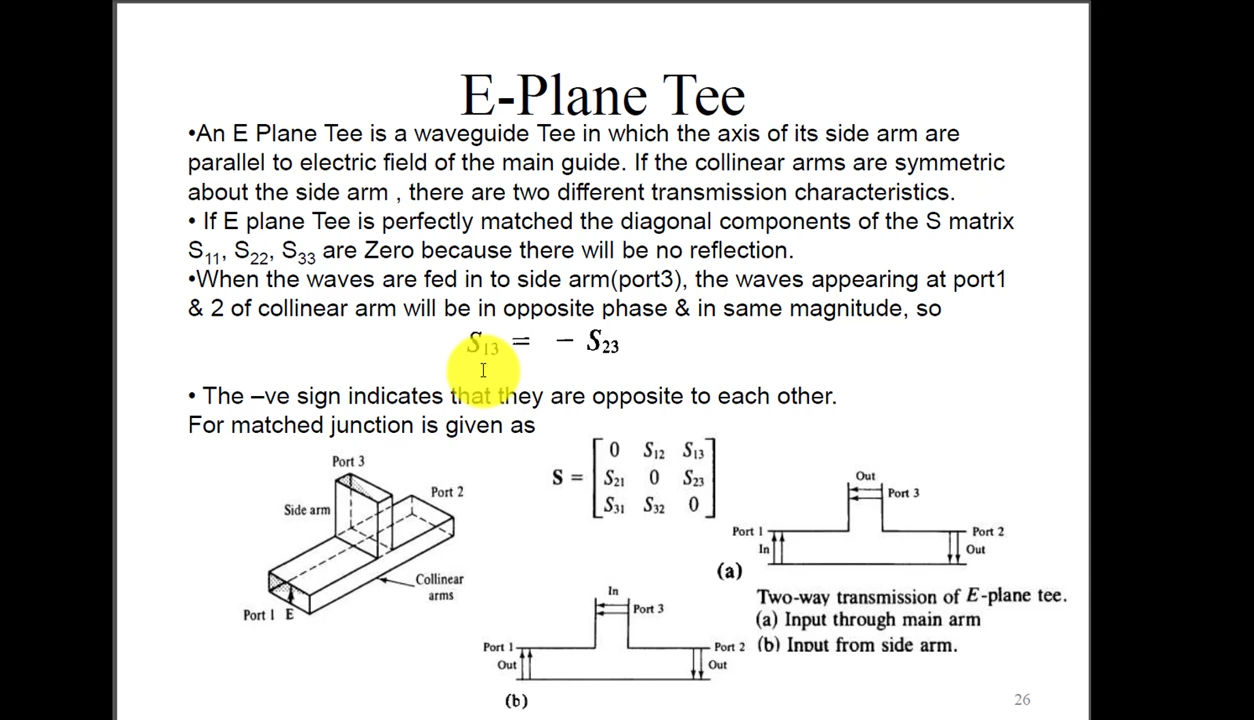 E-Plane Tee
•An E Plane Tee is a waveguide Tee in which the axis of its side arm are
parallel to electric field of the main guide. If the collinear arms are symmetric
about the side arm , there are two different transmission characteristics.
• If E plane Tee is perfectly matched the diagonal components of the S matrix
S11, S22, S33 are Zero because there will be no reflection.
•When the waves are fed in to side arm(port3), the waves appearing at port1
& 2 of collinear arm will be in opposite phase & in same magnitude, so
S13 = − S23
• The –ve sign indicates that they are opposite to each other.
For matched junction is given as
S = [ 0 S12 S13
S21 0 S23
S31 S32 0 ]
Port 3
Port 2
Side arm
Collinear
arms
Port 1 E
Out
Port 3
Port 1
Port 2
In
Out
(a)
In
Port 3
Port 1
Port 2
Out
Out
(b)
Two-way transmission of E-plane tee.
(a) Input through main arm
(b) Input from side arm.
26